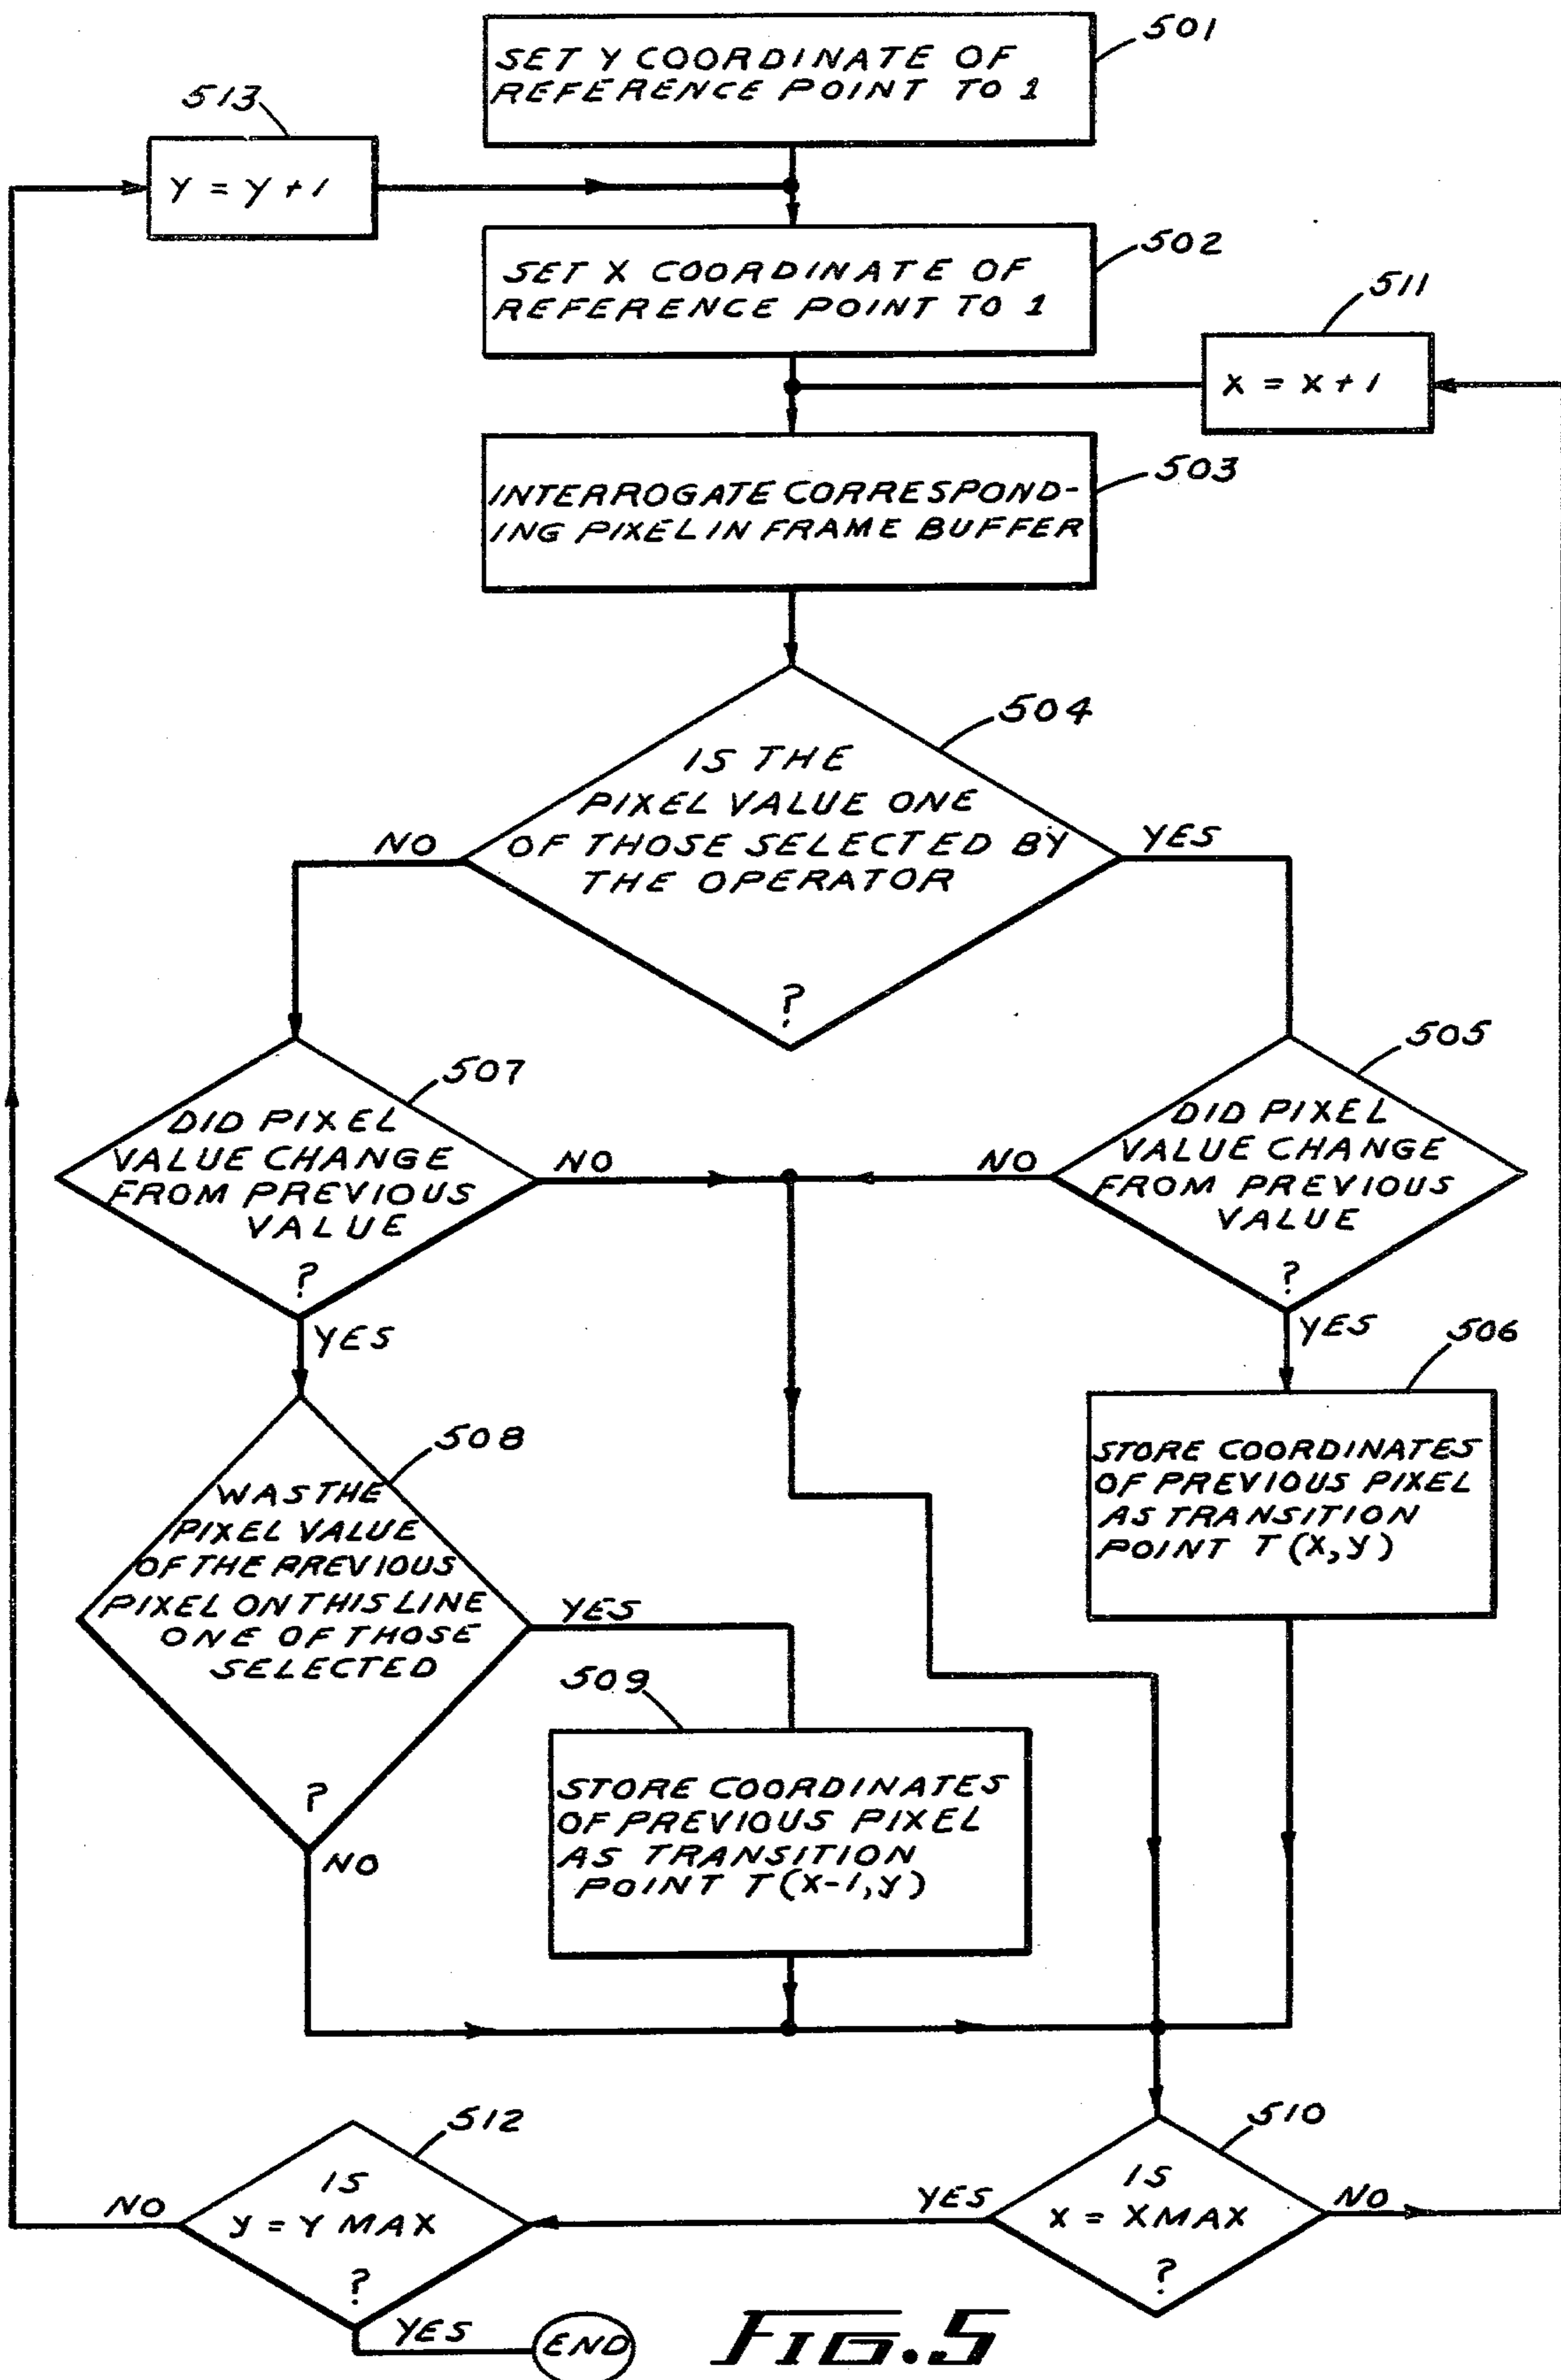 501
SET Y COORDINATE OF
REFERENCE POINT TO 1
513
Y = Y + 1
502
SET X COORDINATE OF
REFERENCE POINT TO 1
511
X = X + 1
503
INTERROGATE CORRESPOND-
ING PIXEL IN FRAME BUFFER
504
IS THE
PIXEL VALUE ONE
OF THOSE SELECTED BY
THE OPERATOR
?
NO
YES
507
DID PIXEL
VALUE CHANGE
FROM PREVIOUS
VALUE
?
NO
YES
505
DID PIXEL
VALUE CHANGE
FROM PREVIOUS
VALUE
?
NO
YES
506
STORE COORDINATES
OF PREVIOUS PIXEL
AS TRANSITION
POINT T(X,Y)
508
WAS THE
PIXEL VALUE
OF THE PREVIOUS
PIXEL ON THIS LINE
ONE OF THOSE
SELECTED
?
YES
NO
509
STORE COORDINATES
OF PREVIOUS PIXEL
AS TRANSITION
POINT T(X-1,Y)
510
IS
X = XMAX
?
YES
NO
512
IS
Y = Y MAX
?
NO
YES
END
FIG.5